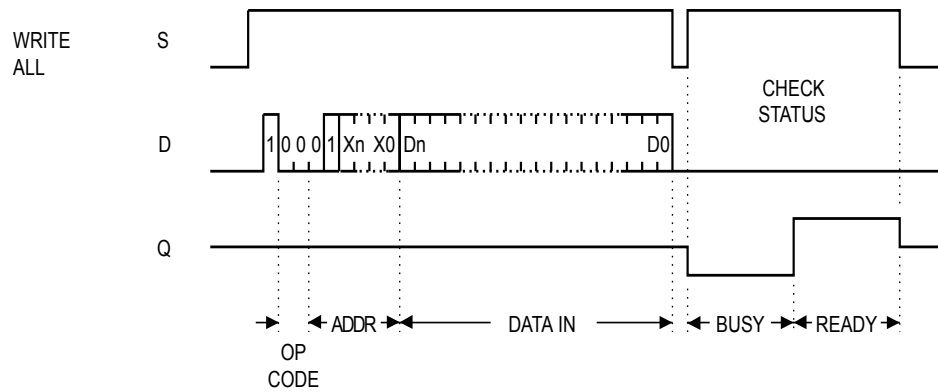 WRITE
ALL
S
CHECK
STATUS
D
1 0 0 0 1 Xn X0 Dn D0
Q
ADDR
DATA IN
BUSY
READY
OP
CODE